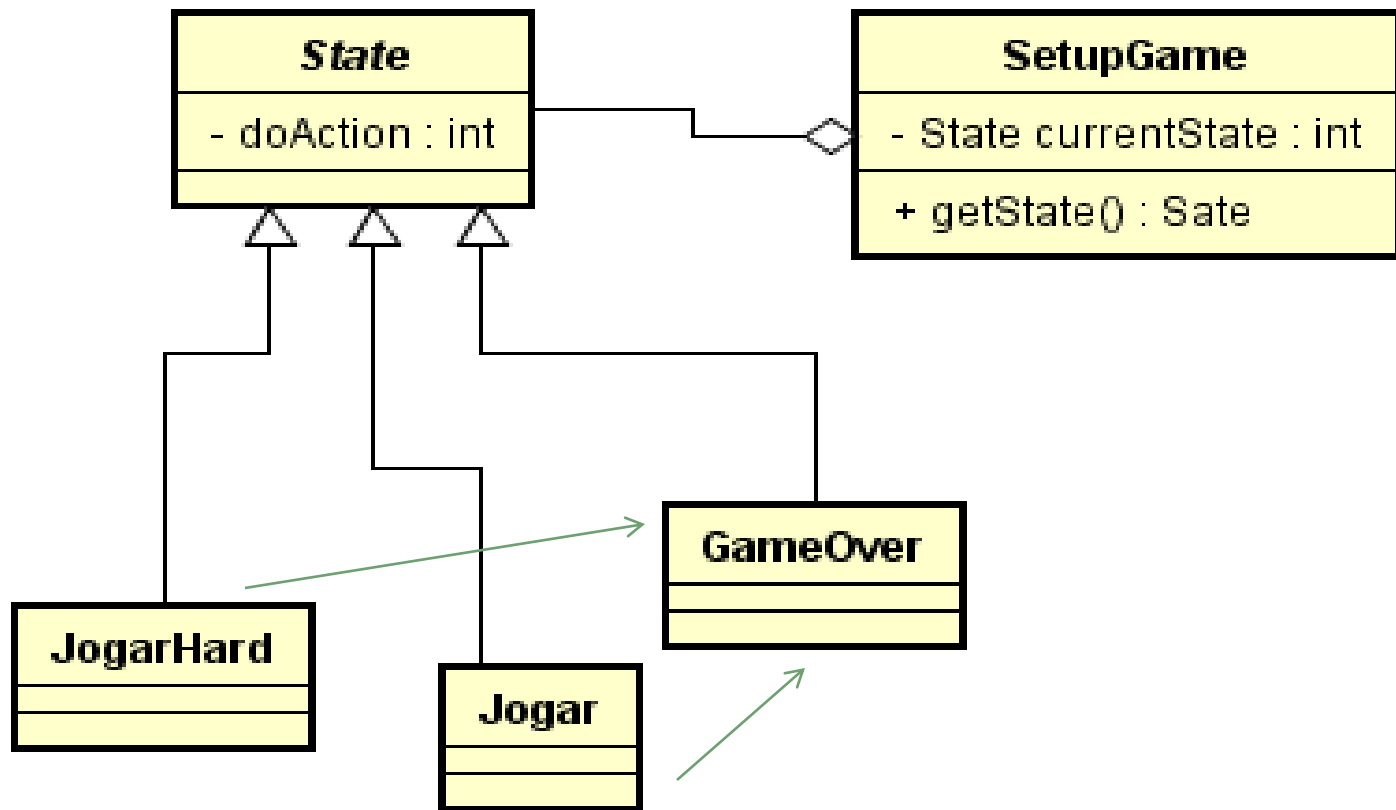 State
- doAction : int
SetupGame
- State currentState : int
+ getState() : Sate
GameOver
JogarHard
Jogar